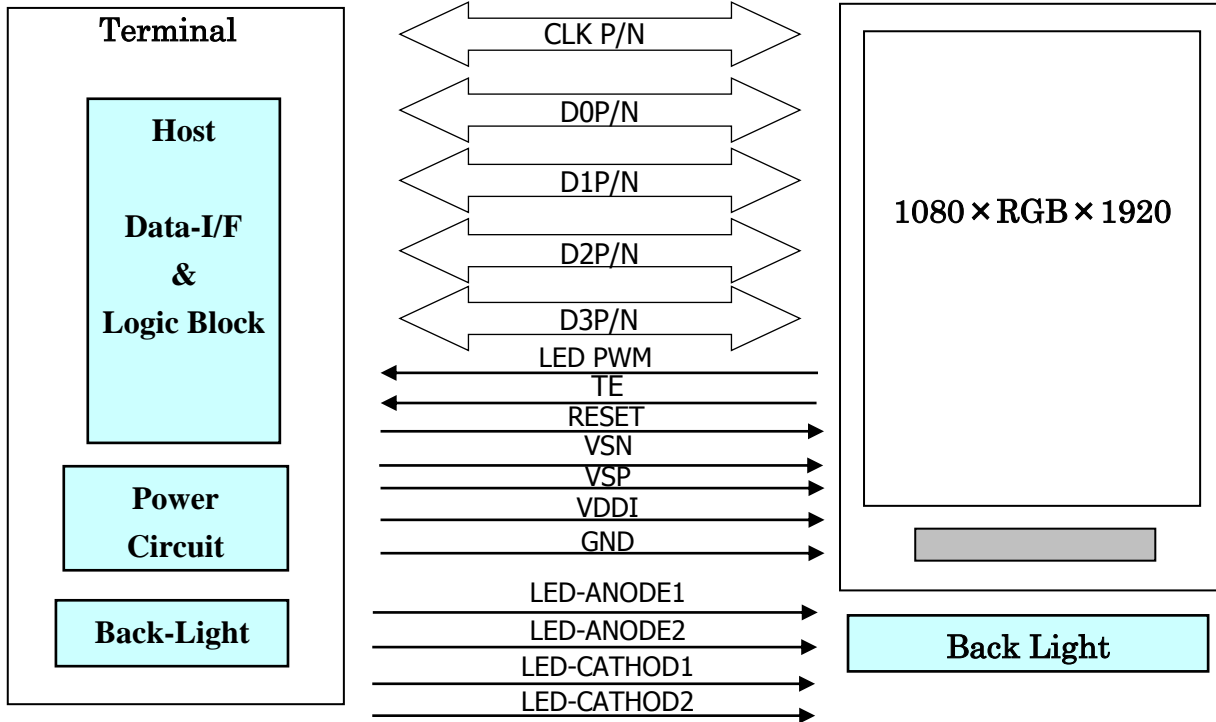 Terminal
Host
Data-I/F
&
Logic Block
Power
Circuit
Back-Light
CLK P/N
D0P/N
D1P/N
D2P/N
D3P/N
LED PWM
TE
RESET
VSN
VSP
VDDI
GND
LED-ANODE1
LED-ANODE2
LED-CATHOD1
LED-CATHOD2
1080×RGB×1920
Back Light